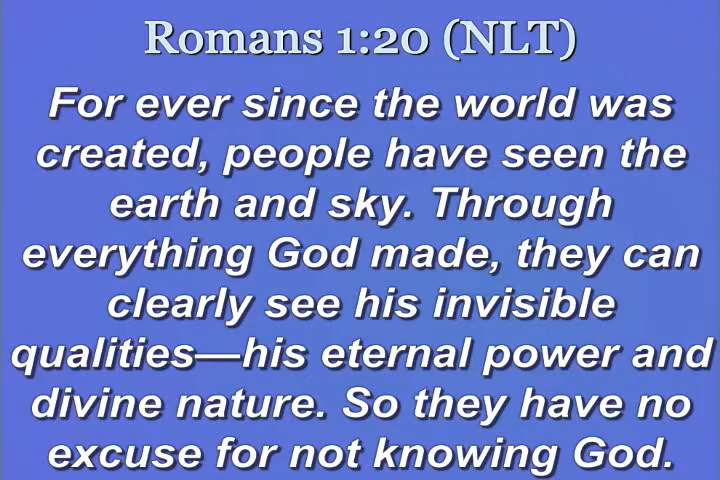 Romans 1:20 (NLT)
For ever since the world was
created, people have seen the
earth and sky. Through
everything God made, they can
clearly see his invisible
qualities—his eternal power and
divine nature. So they have no
excuse for not knowing God.